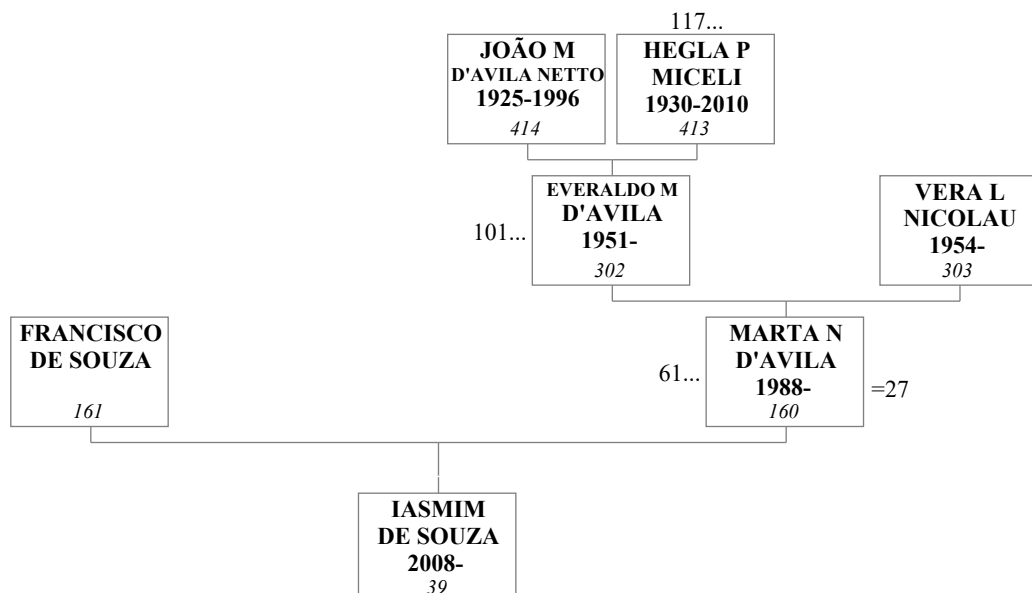 117...
JOÃO M
D'AVILA NETTO
1925-1996
414
HEGLA P
MICELI
1930-2010
413
EVERALDO M
D'AVILA
1951-
302
101...
VERA L
NICOLAU
1954-
303
FRANCISCO
DE SOUZA
161
MARTA N
D'AVILA
1988-
160
61...
=27
IASMIM
DE SOUZA
2008-
39